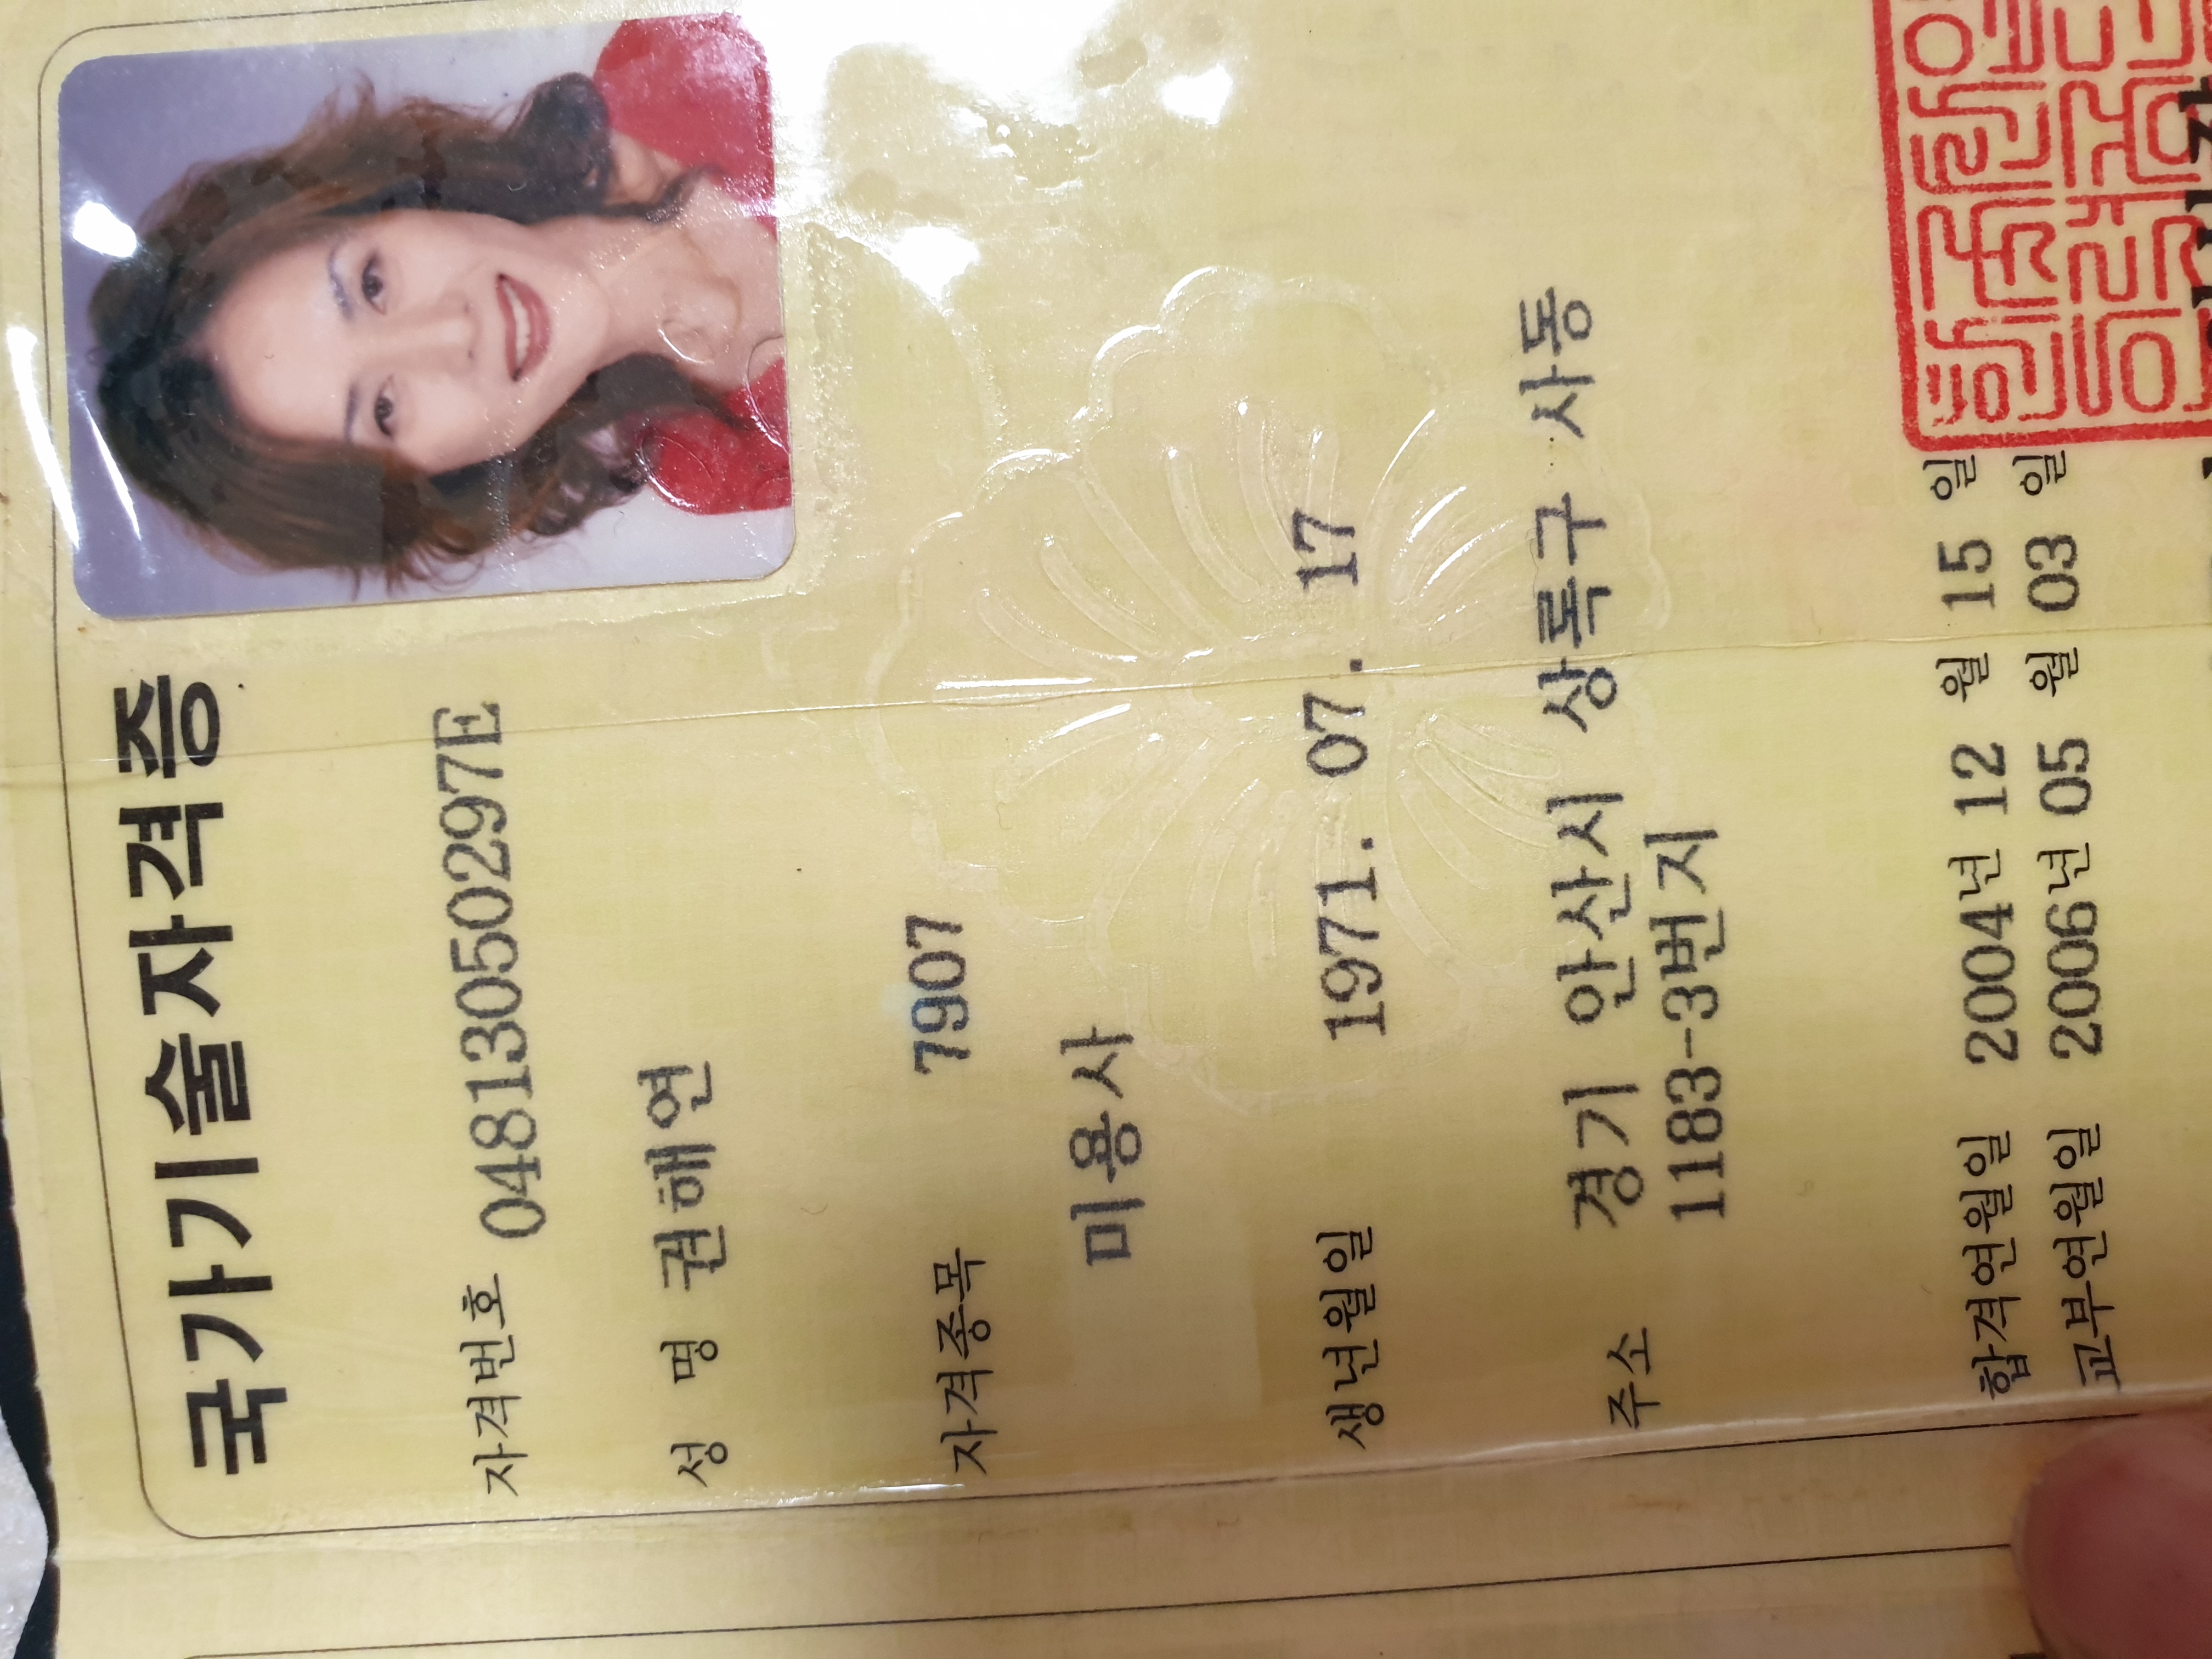 국가기술자격증
자격번호 04813050297E
성 명 권해연
자격종목 7907
미용사
생년월일 1971. 07. 17
주소 경기 안산시 상록구 사동
1183-3번지
합격연월일 2004년 12 월 15 일
교부연월일 2006년 05 월 03 일